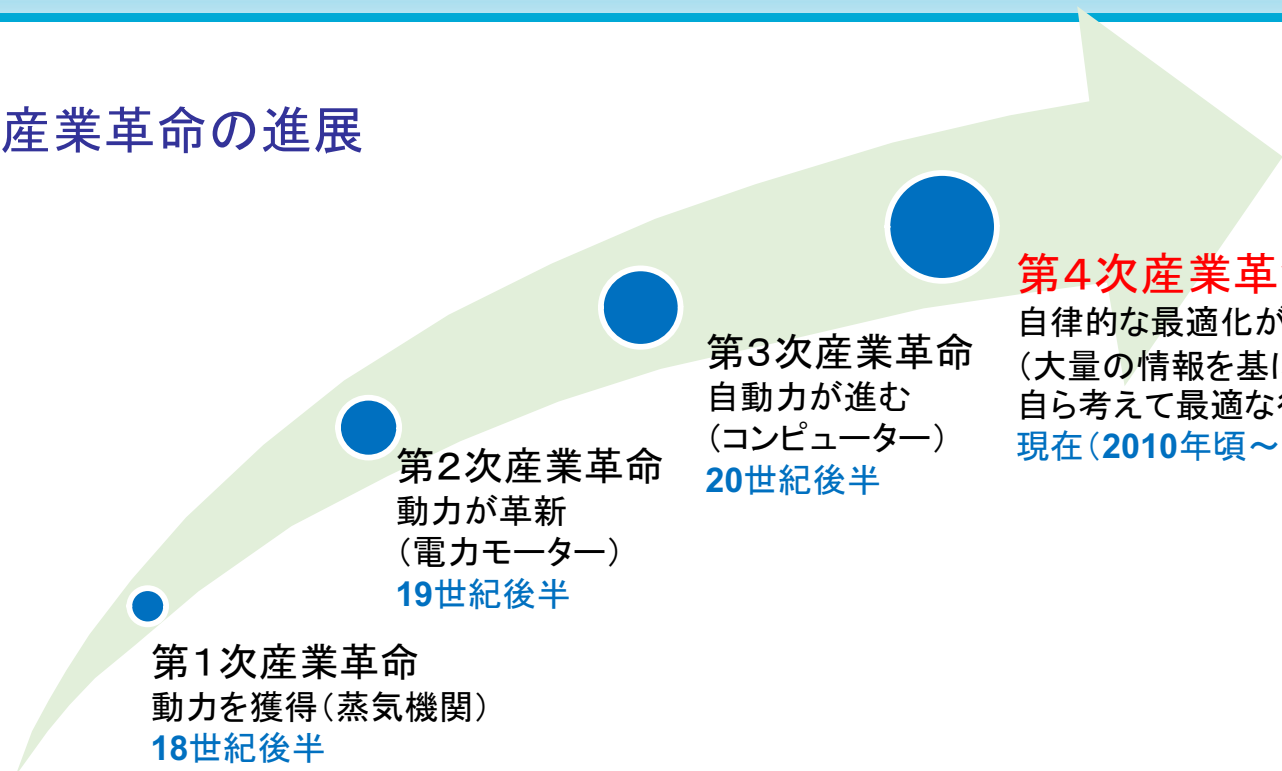 産業革命の進展
第4次産業革
自律的な最適化が
（大量の情報を基に
自ら考えて最適な
現在（2010年頃～
第3次産業革命
自動力が進む
（コンピューター）
20世紀後半
第2次産業革命
動力が革新
（電力モーター）
19世紀後半
第1次産業革命
動力を獲得（蒸気機関）
18世紀後半